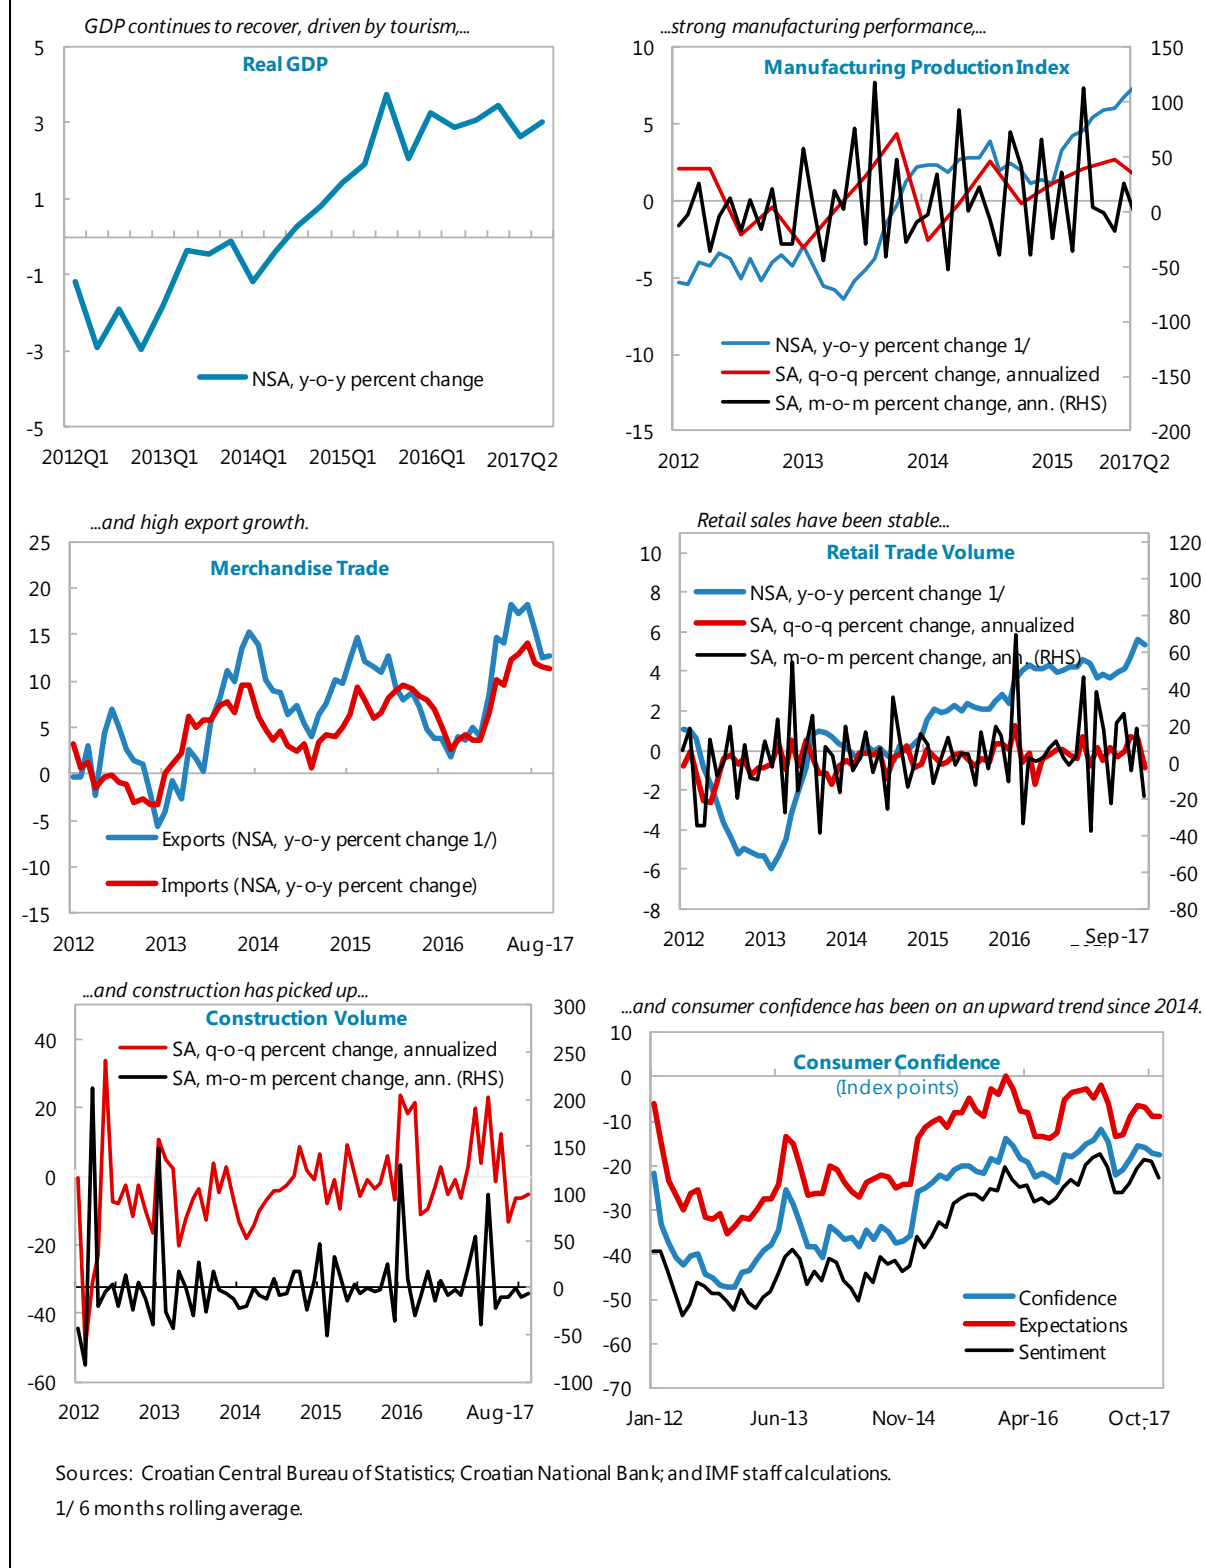 GDP continues to recover, driven by tourism,...
Real GDP
5
3
1
-1
-3
-5
NSA, y-o-y percent change
2012Q1 2013Q1 2014Q1 2015Q1 2016Q1 2017Q2
...strong manufacturing performance,...
Manufacturing Production Index
10
5
0
-5
-10
-15
150
100
50
0
-50
-100
-150
-200
NSA, y-o-y percent change 1/
SA, q-o-q percent change, annualized
SA, m-o-m percent change, ann. (RHS)
2012 2013 2014 2015 2017Q2
...and high export growth.
Merchandise Trade
25
20
15
10
5
0
-5
-10
-15
Exports (NSA, y-o-y percent change 1/)
Imports (NSA, y-o-y percent change)
2012 2013 2014 2015 2016 Aug-17
Retail sales have been stable...
Retail Trade Volume
10
8
6
4
2
0
-2
-4
-6
-8
120
100
80
60
40
20
0
-20
-40
-60
-80
NSA, y-o-y percent change 1/
SA, q-o-q percent change, annualized
SA, m-o-m percent change, ann. (RHS)
2012 2013 2014 2015 2016 Sep-17
...and construction has picked up...
Construction Volume
40
20
0
-20
-40
-60
300
250
200
150
100
50
0
-50
-100
SA, q-o-q percent change, annualized
SA, m-o-m percent change, ann. (RHS)
2012 2013 2014 2015 2016 Aug-17
...and consumer confidence has been on an upward trend since 2014.
Consumer Confidence
(Index points)
10
0
-10
-20
-30
-40
-50
-60
-70
Confidence
Expectations
Sentiment
Jan-12 Jun-13 Nov-14 Apr-16 Oct-17
Sources: Croatian Central Bureau of Statistics; Croatian National Bank; and IMF staff calculations.
1/ 6 months rolling average.